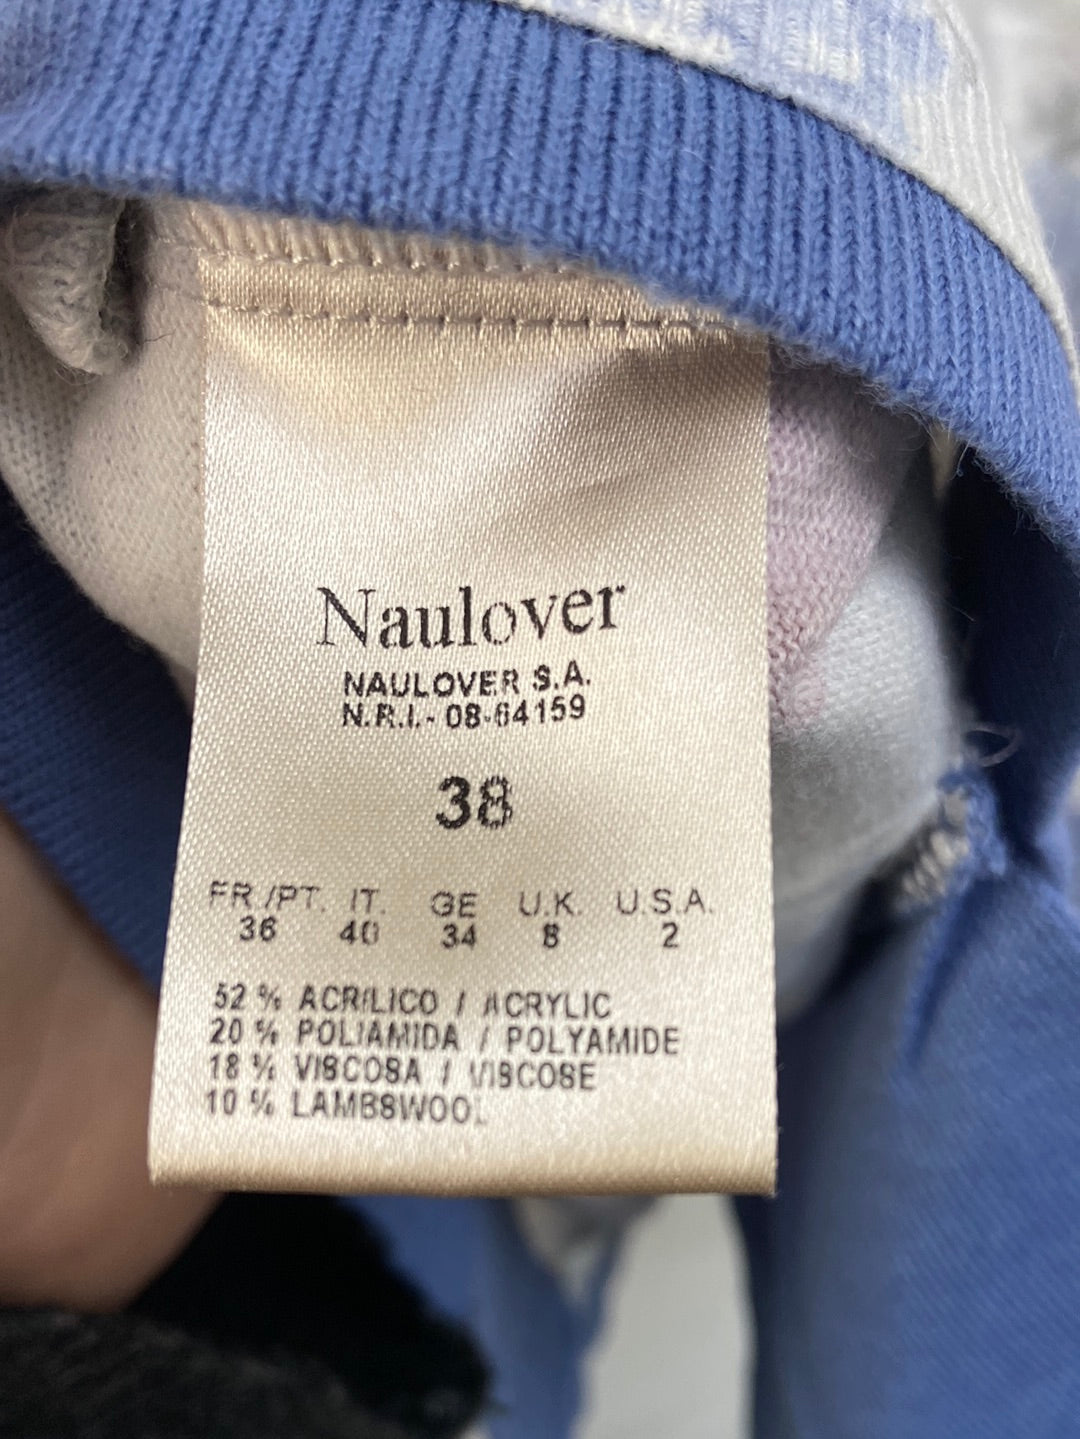 Naulover
NAULOVER S.A.
N.R.I.- 08-64159
38
FR./PT. IT. GE U.K. U.S.A.
36 40 34 8 2
52 % ACRILICO / ACRYLIC
20 % POLIAMIDA / POLYAMIDE
18 % VISCOSA / VISCOSE
10 % LAMBSWOOL